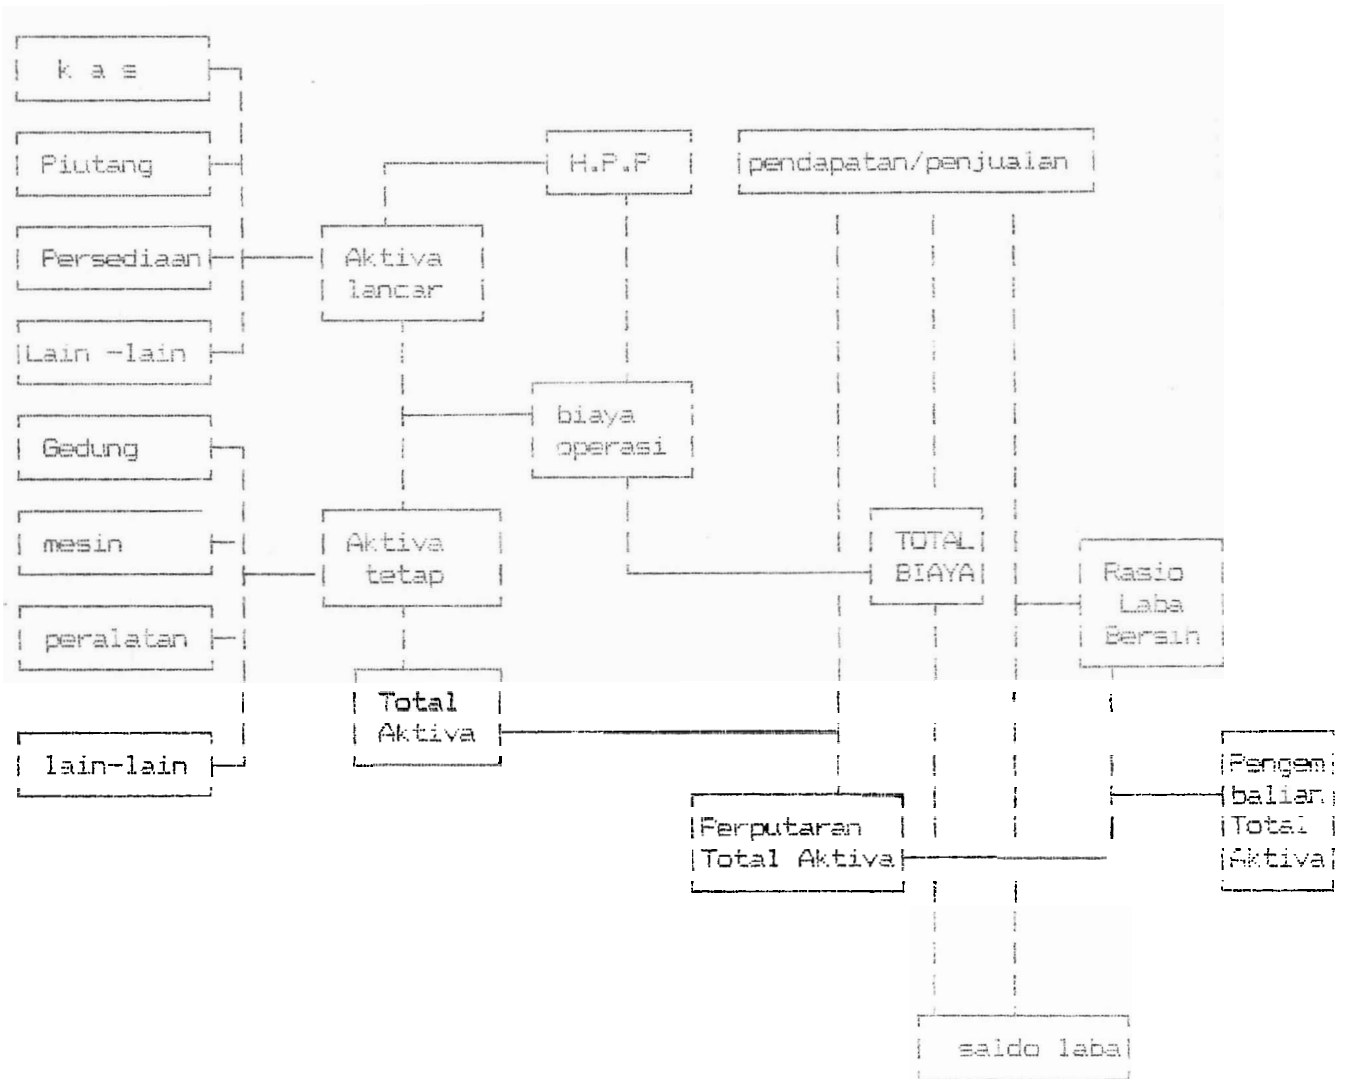 k a s
Piutang
H.P.P
pendapatan/penjualan
Persediaan
Aktiva
lancar
Lain -lain
biaya
operasi
Gedung
mesin
Aktiva
tetap
TOTAL
BIAYA
Rasio
Laba
Bersih
peralatan
Total
Aktiva
lain-lain
Pengem
balian
Total
Aktiva
Perputaran
Total Aktiva
saldo laba